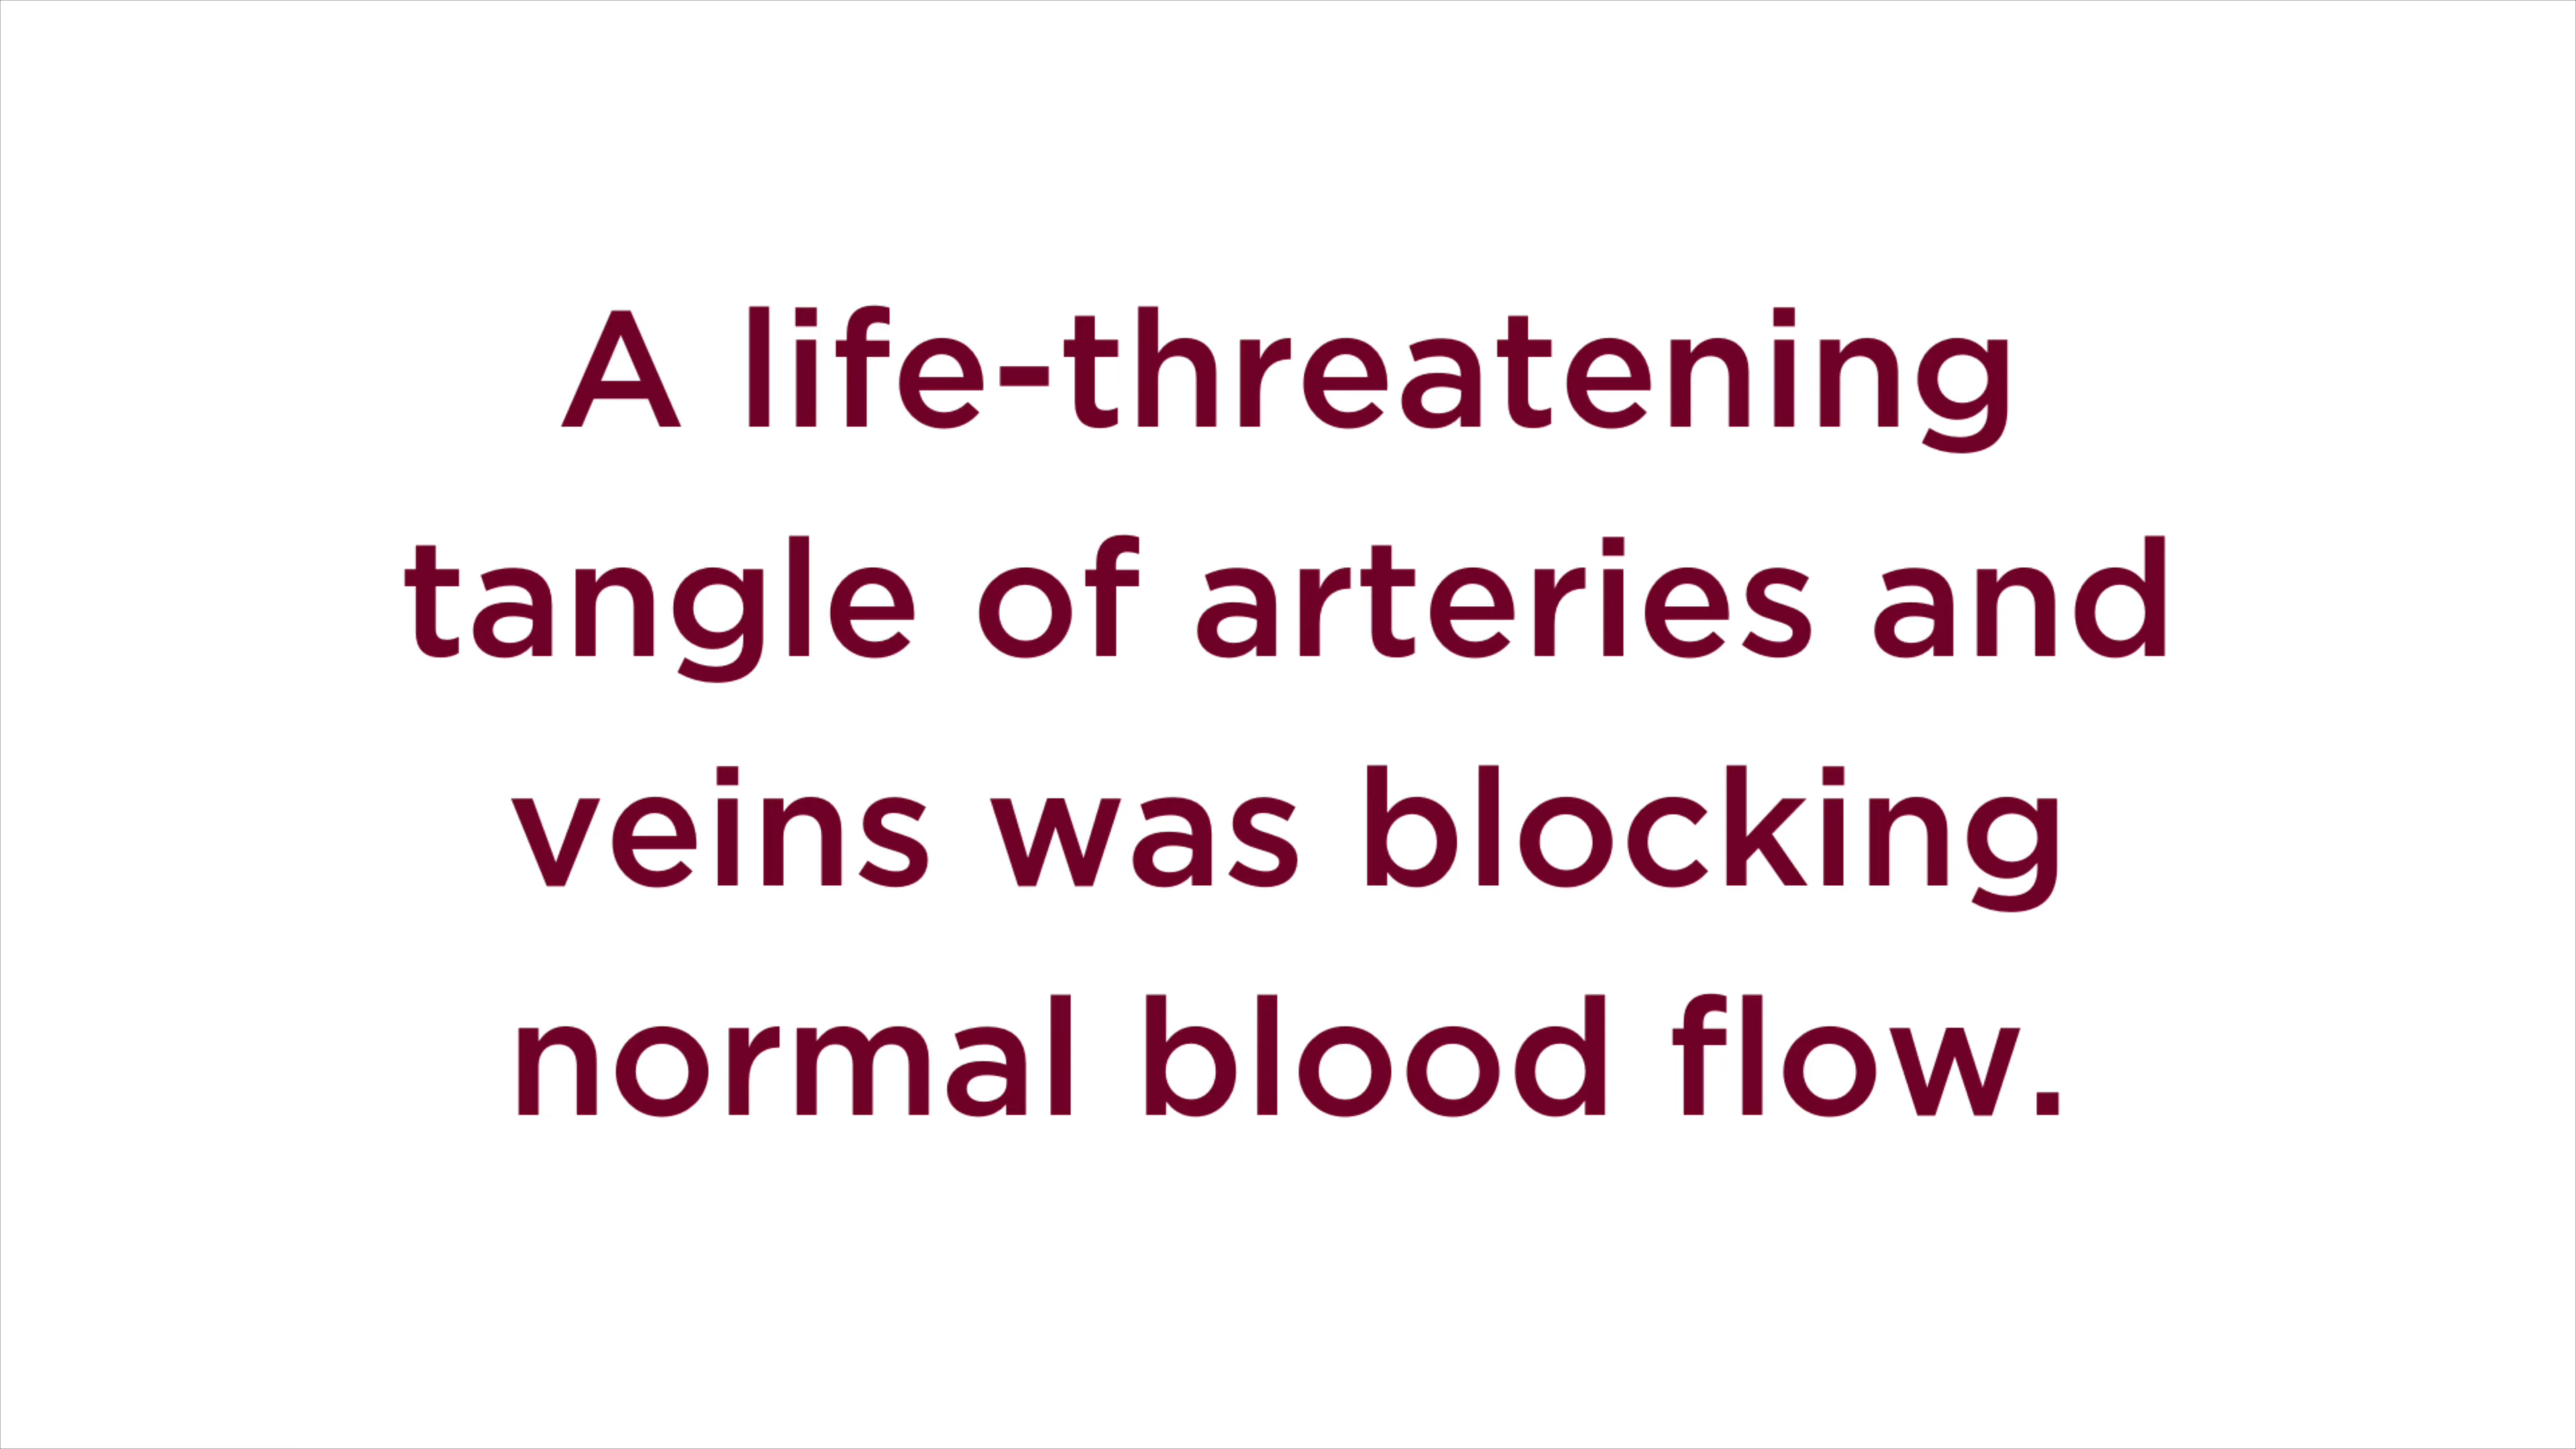 A life-threatening
tangle of arteries and
veins was blocking
normal blood flow.